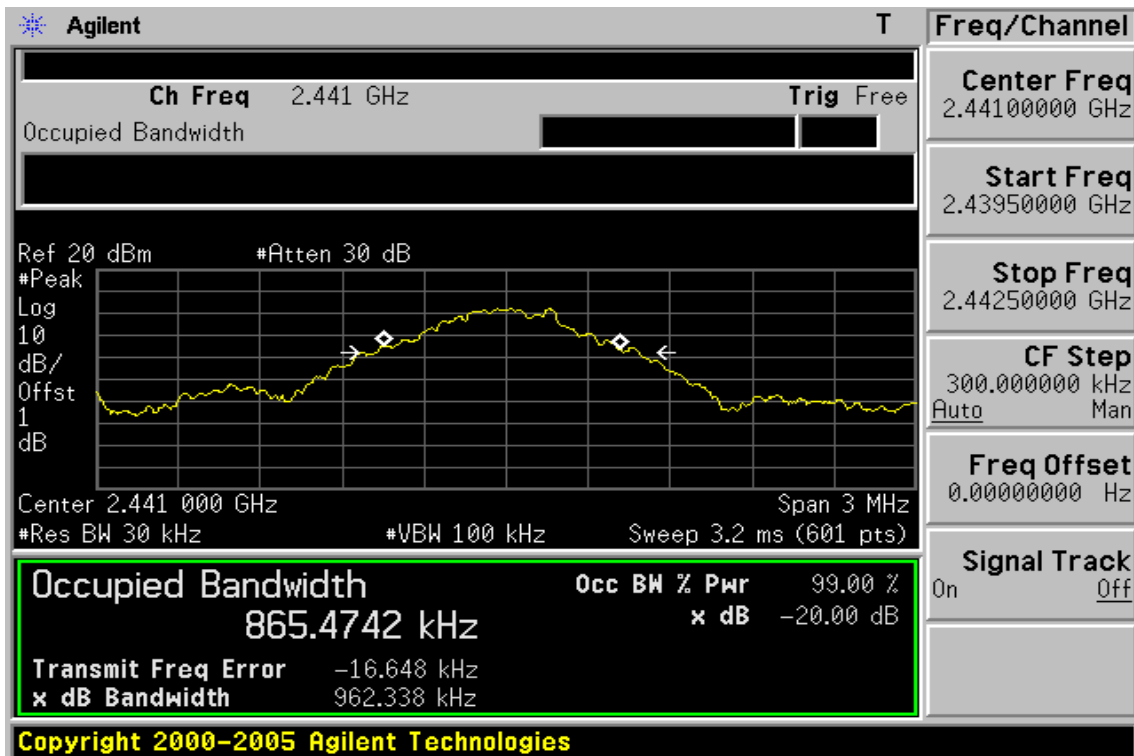 Agilent T
Freq/Channel
Ch Freq 2.441 GHz Trig Free
Occupied Bandwidth
Center Freq
2.44100000 GHz
Start Freq
2.43950000 GHz
Stop Freq
2.44250000 GHz
CF Step
300.000000 kHz
Auto Man
Freq Offset
0.00000000 Hz
Signal Track
On Off
Ref 20 dBm #Atten 30 dB
#Peak
Log
10
dB/
Offst
1
dB
Center 2.441 000 GHz Span 3 MHz
#Res BW 30 kHz #VBW 100 kHz Sweep 3.2 ms (601 pts)
Occupied Bandwidth
865.4742 kHz
Occ BW % Pwr 99.00 %
x dB -20.00 dB
Transmit Freq Error -16.648 kHz
x dB Bandwidth 962.338 kHz
Copyright 2000-2005 Agilent Technologies